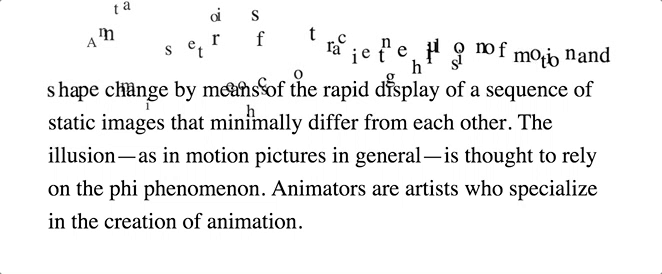 of motion and
shape change by means of the rapid display of a sequence of
static images that minimally differ from each other. The
illusion—as in motion pictures in general—is thought to rely
on the phi phenomenon. Animators are artists who specialize
in the creation of animation.